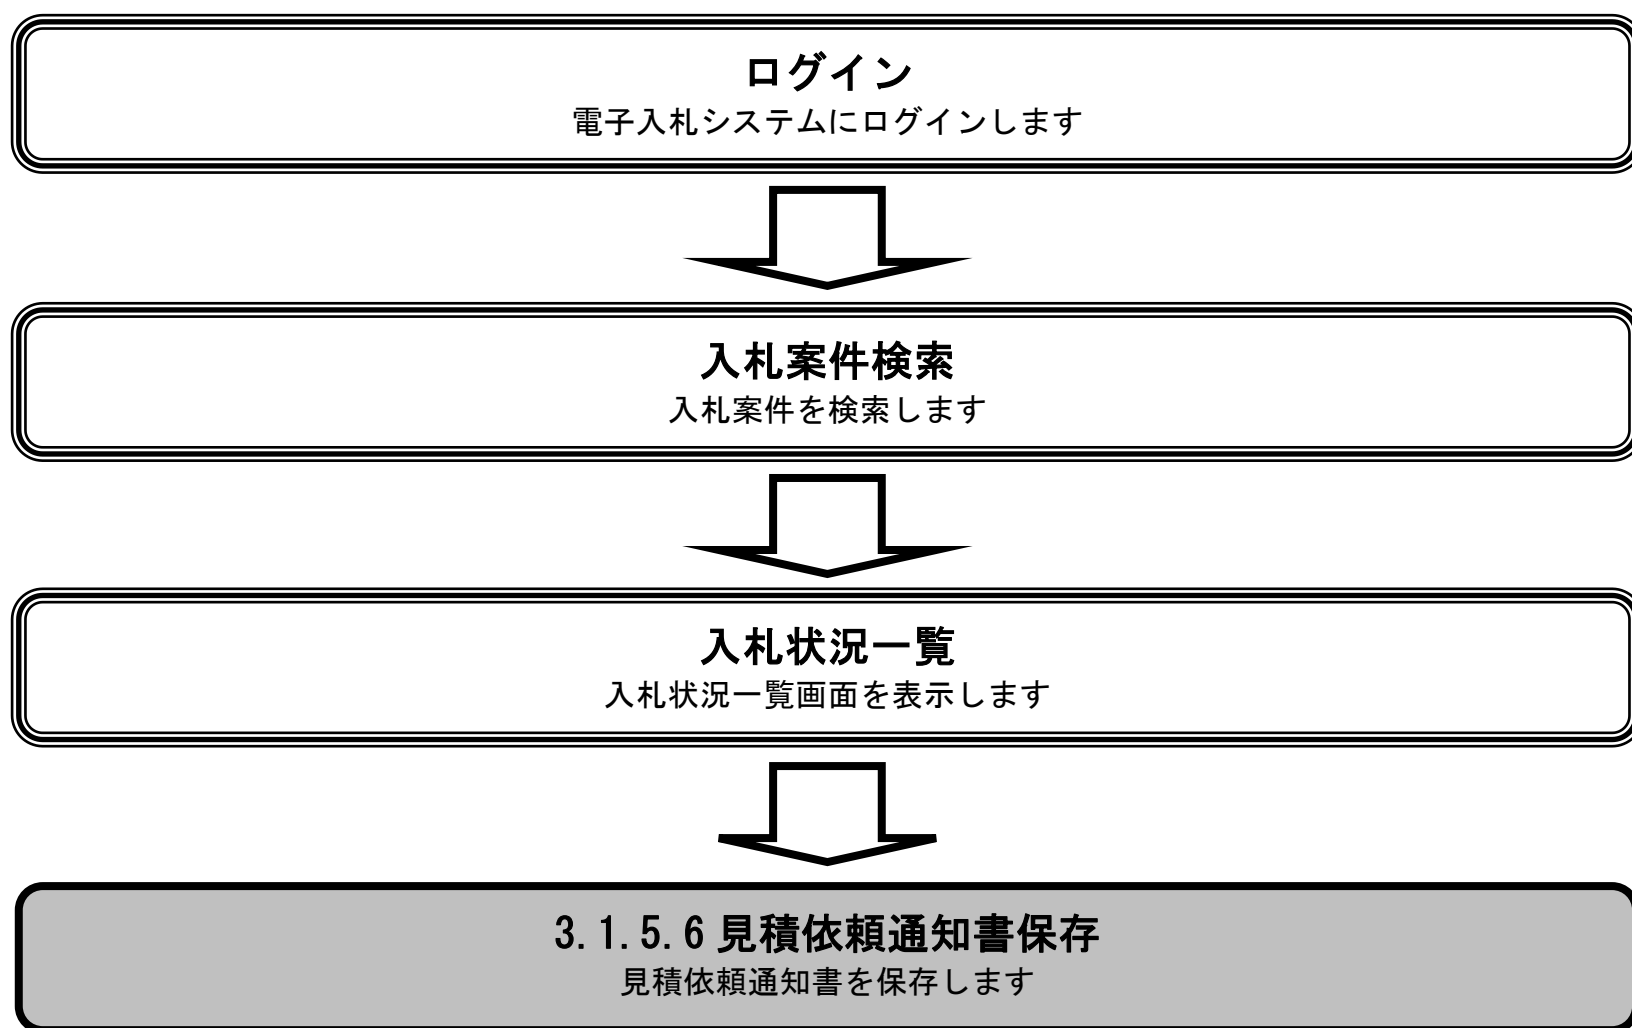 ログイン
電子入札システムにログインします
入札案件検索
入札案件を検索します
入札状況一覧
入札状況一覧画面を表示します
3.1.5.6 見積依頼通知書保存
見積依頼通知書を保存します